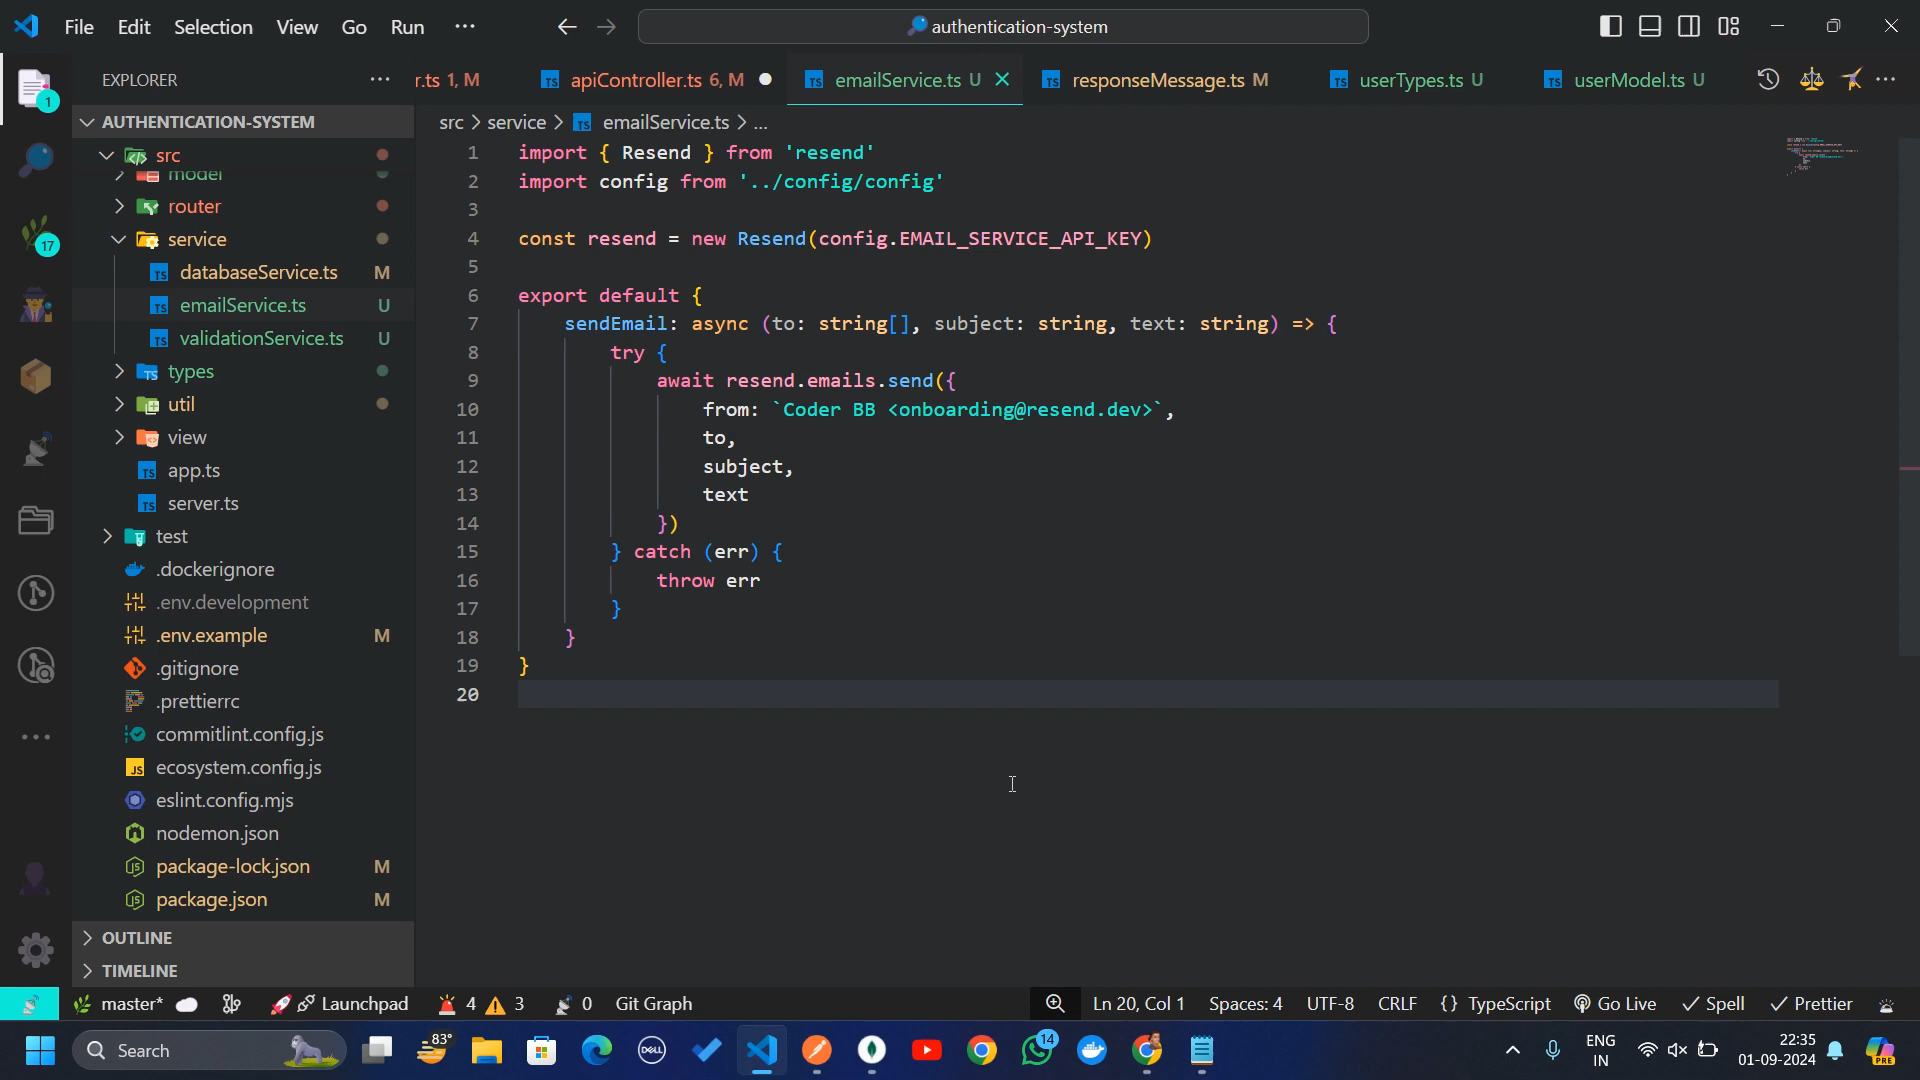 File Edit Selection View Go Run ···
authentication-system
EXPLORER ···
r.ts 1, M
apiController.ts 6, M
emailService.ts U
responseMessage.ts M
userTypes.ts U
userModel.ts U
AUTHENTICATION-SYSTEM
src > service > emailService.ts > ...
src
model
router
service
databaseService.ts M
emailService.ts U
validationService.ts U
types
util
view
app.ts
server.ts
test
.dockerignore
.env.development
.env.example M
.gitignore
.prettierrc
commitlint.config.js
ecosystem.config.js
eslint.config.mjs
nodemon.json
package-lock.json M
package.json M
OUTLINE
TIMELINE
1
17
1 import { Resend } from 'resend'
2 import config from '../config/config'
3
4 const resend = new Resend(config.EMAIL_SERVICE_API_KEY)
5
6 export default {
7 sendEmail: async (to: string[], subject: string, text: string) => {
8 try {
9 await resend.emails.send({
10 from: `Coder BB <onboarding@resend.dev>`,
11 to,
12 subject,
13 text
14 })
15 } catch (err) {
16 throw err
17 }
18 }
19 }
20
master* Launchpad 4 3 0 Git Graph
Ln 20, Col 1 Spaces: 4 UTF-8 CRLF {} TypeScript Go Live Spell Prettier
Search
83°
DELL
14
ENG
IN
22:35
01-09-2024
PRE